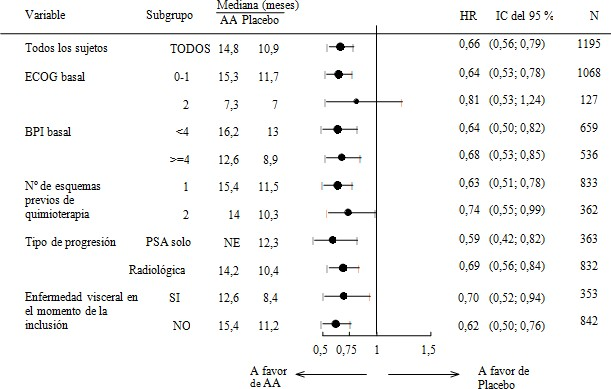 Variable Subgrupo Mediana (meses) HR IC del 95 % N
AA Placebo
Todos los sujetos TODOS 14,8 10,9 0,66 (0,56; 0,79) 1195
ECOG basal 0-1 15,3 11,7 0,64 (0,53; 0,78) 1068
2 7,3 7 0,81 (0,53; 1,24) 127
BPI basal <4 16,2 13 0,64 (0,50; 0,82) 659
>=4 12,6 8,9 0,68 (0,53; 0,85) 536
Nº de esquemas 1 15,4 11,5 0,63 (0,51; 0,78) 833
previos de
quimioterapia 2 14 10,3 0,74 (0,55; 0,99) 362
Tipo de progresión PSA solo NE 12,3 0,59 (0,42; 0,82) 363
Radiológica 14,2 10,4 0,69 (0,56; 0,84) 832
Enfermedad visceral en SI 12,6 8,4 0,70 (0,52; 0,94) 353
el momento de la
inclusión NO 15,4 11,2 0,62 (0,50; 0,76) 842
0,5 0,75 1 1,5
A favor
de AA
A favor de
Placebo